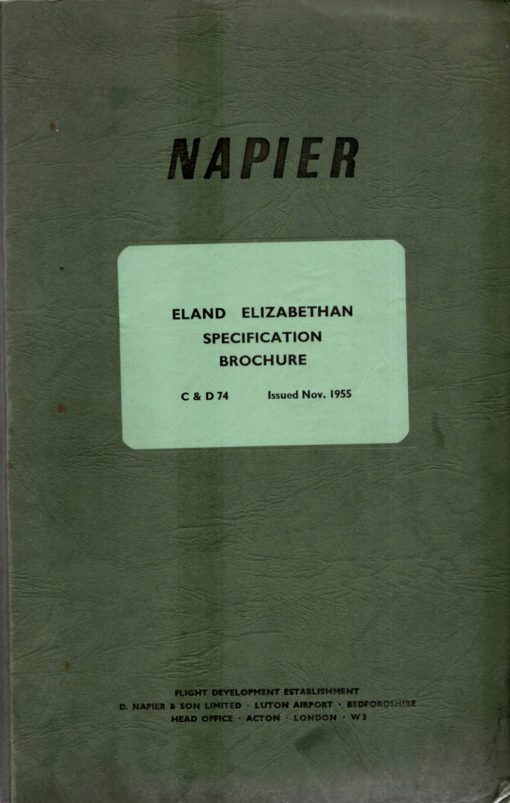 NAPIER
ELAND ELIZABETHAN
SPECIFICATION
BROCHURE
C & D 74 Issued Nov. 1955
FLIGHT DEVELOPMENT ESTABLISHMENT
D. NAPIER & SON LIMITED · LUTON AIRPORT · BEDFORDSHIRE
HEAD OFFICE · ACTON · LONDON · W3